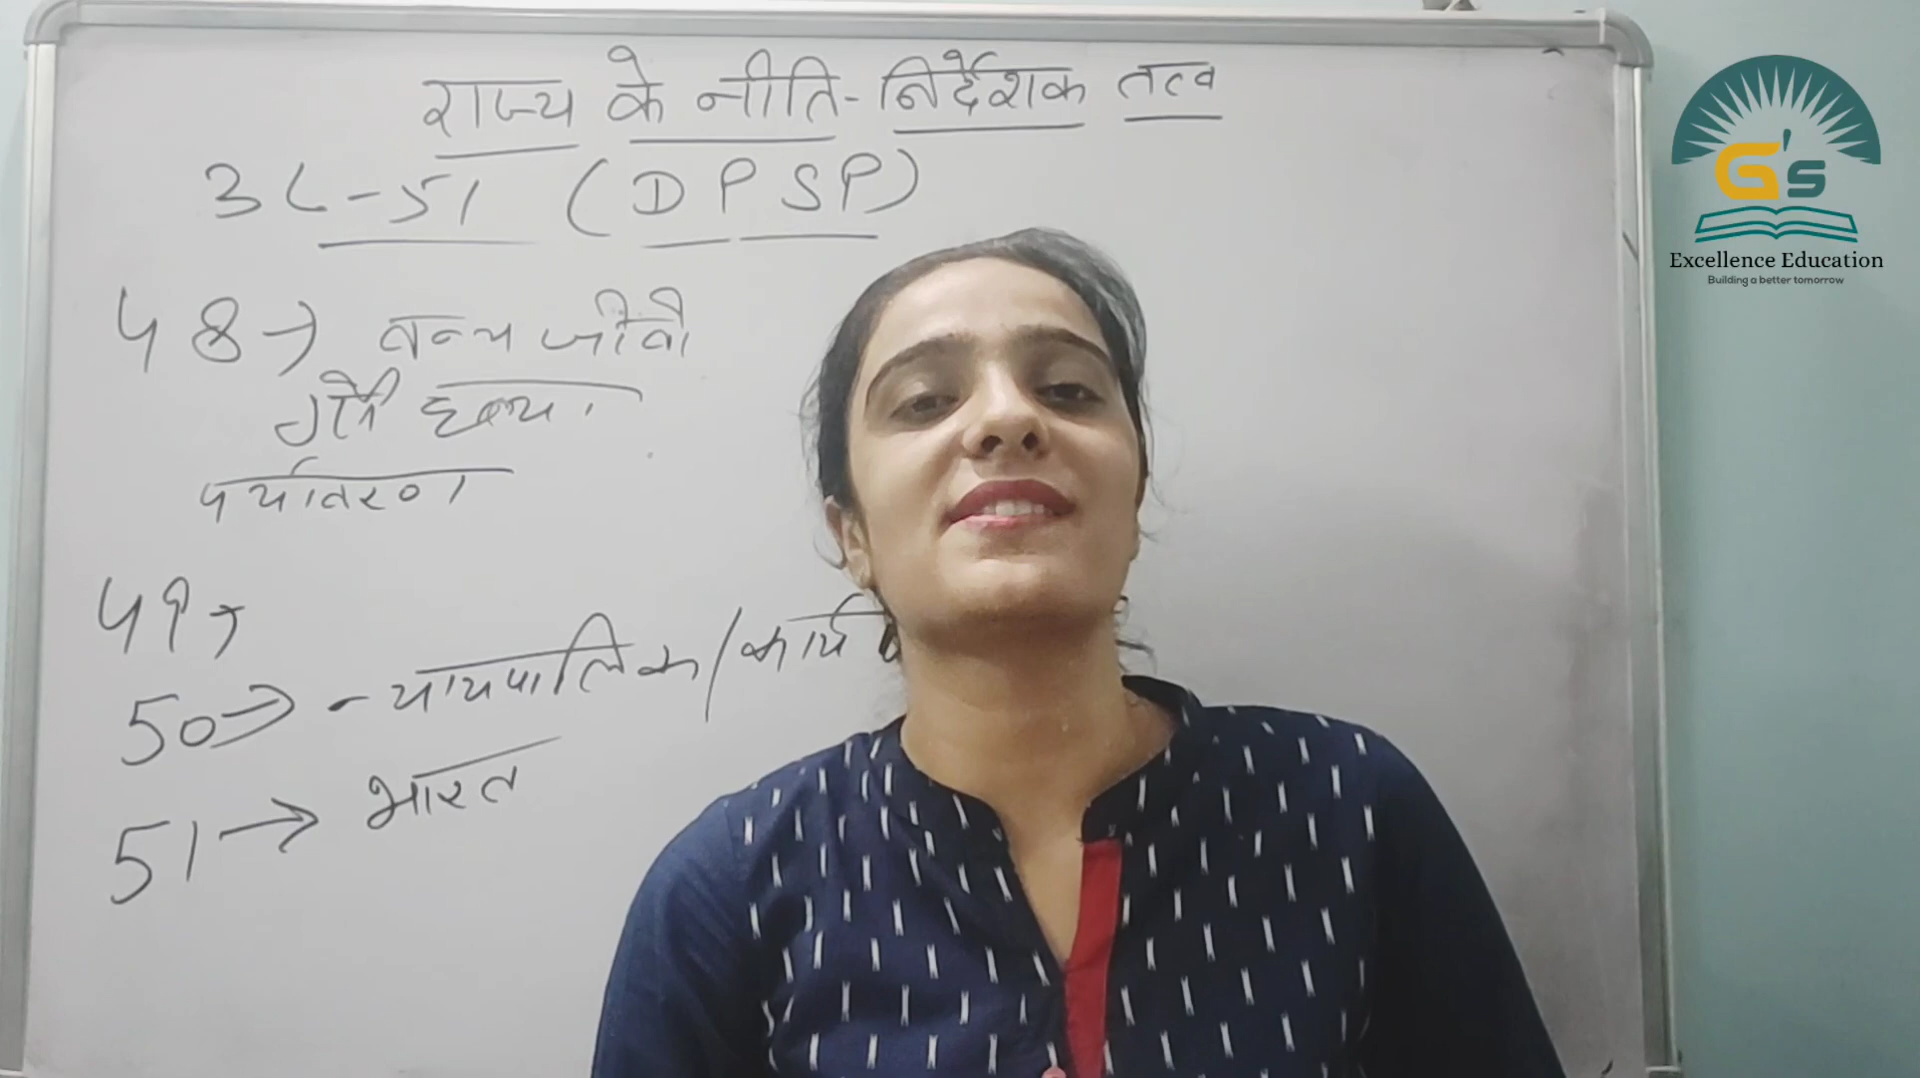 राज्य के नीति-निर्देशक तत्व
36-51 (DPSP)
48→ वन्य जीवों
गौ हत्या
पर्यावरण
49→
50→ न्यायपालिका/कार्य
51→ भारत
G's
Excellence Education
Building a better tomorrow